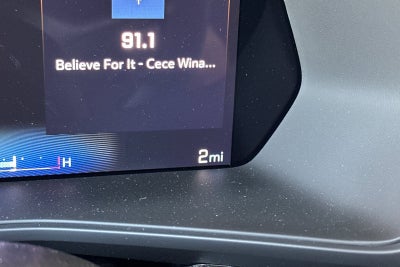 91.1
Believe For It - Cece Wina...
H
2mi